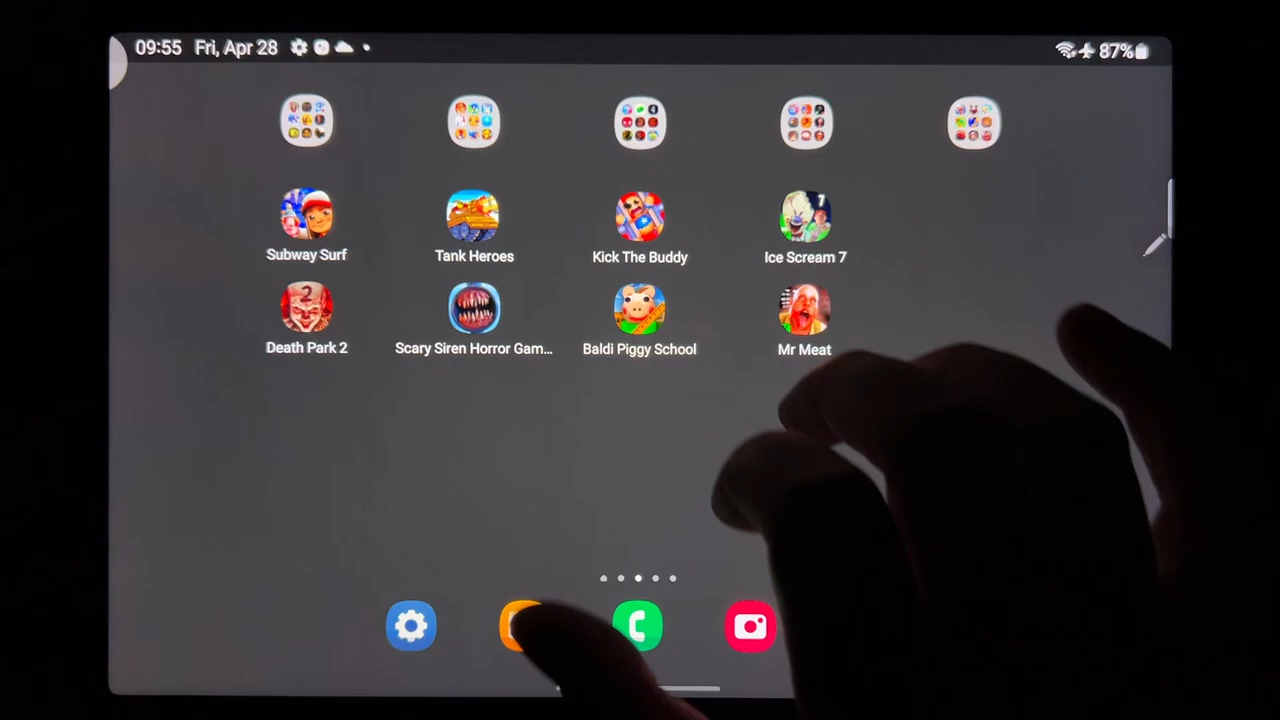 09:55 Fri, Apr 28 87%
Subway Surf Tank Heroes Kick The Buddy Ice Scream 7
Death Park 2 Scary Siren Horror Gam... Baldi Piggy School Mr Meat